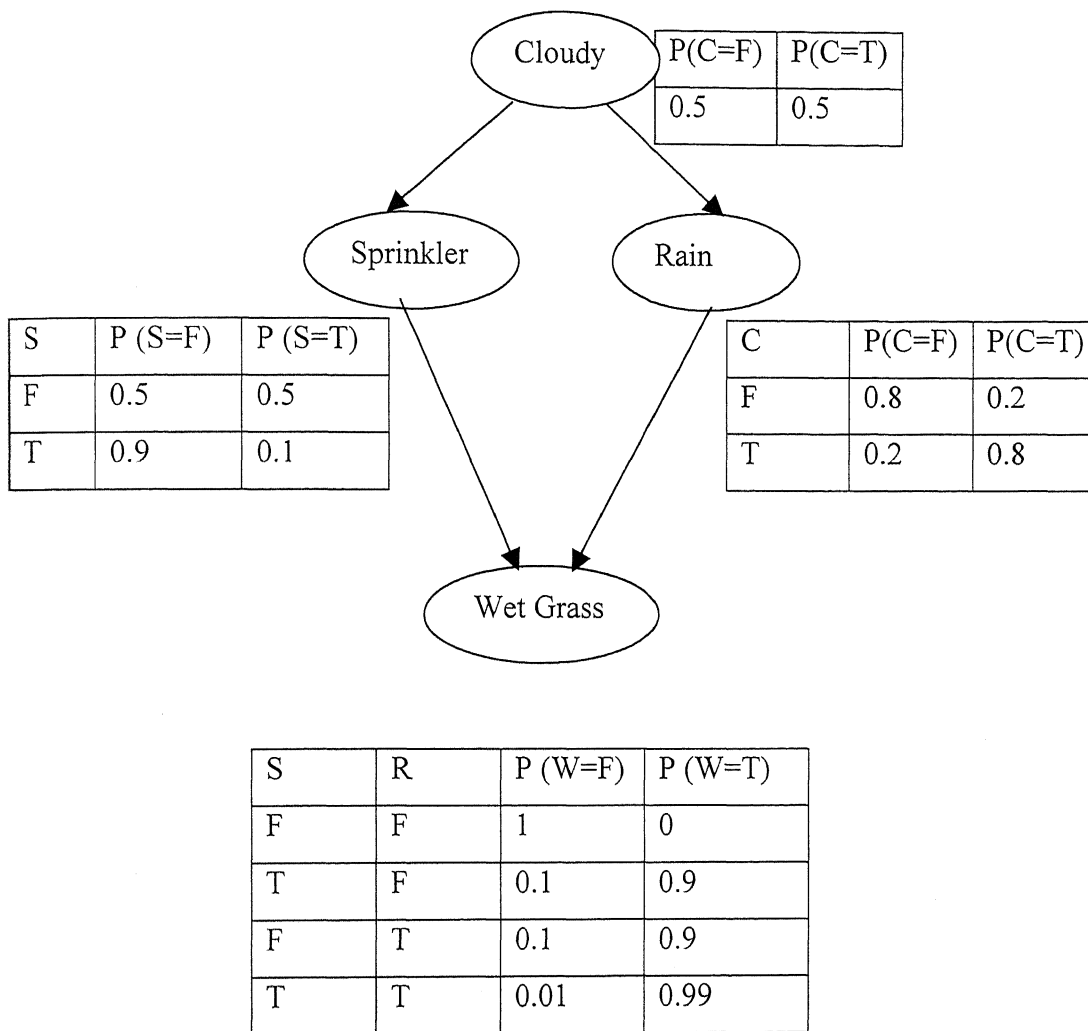 Cloudy
P(C=F) P(C=T)
0.5 0.5
Sprinkler
Rain
S P (S=F) P (S=T)
F 0.5 0.5
T 0.9 0.1
C P(C=F) P(C=T)
F 0.8 0.2
T 0.2 0.8
Wet Grass
S R P (W=F) P (W=T)
F F 1 0
T F 0.1 0.9
F T 0.1 0.9
T T 0.01 0.99